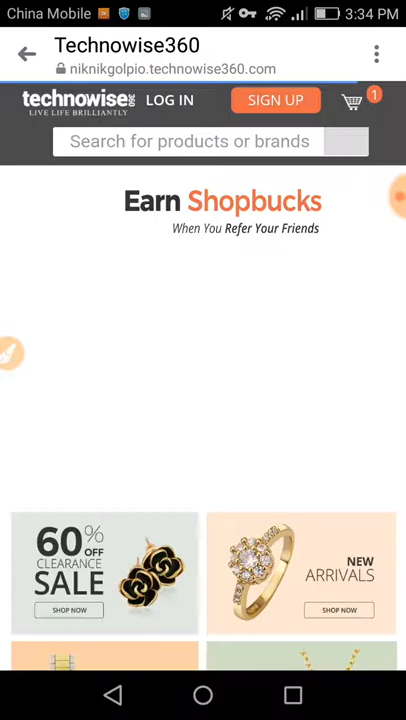 China Mobile 3:34 PM
Technowise360
niknikgolpio.technowise360.com
technowise360 LOG IN SIGN UP 1
LIVE LIFE BRILLIANTLY
Search for products or brands
Earn Shopbucks
When You Refer Your Friends
60% OFF
CLEARANCE
SALE
SHOP NOW
NEW
ARRIVALS
SHOP NOW